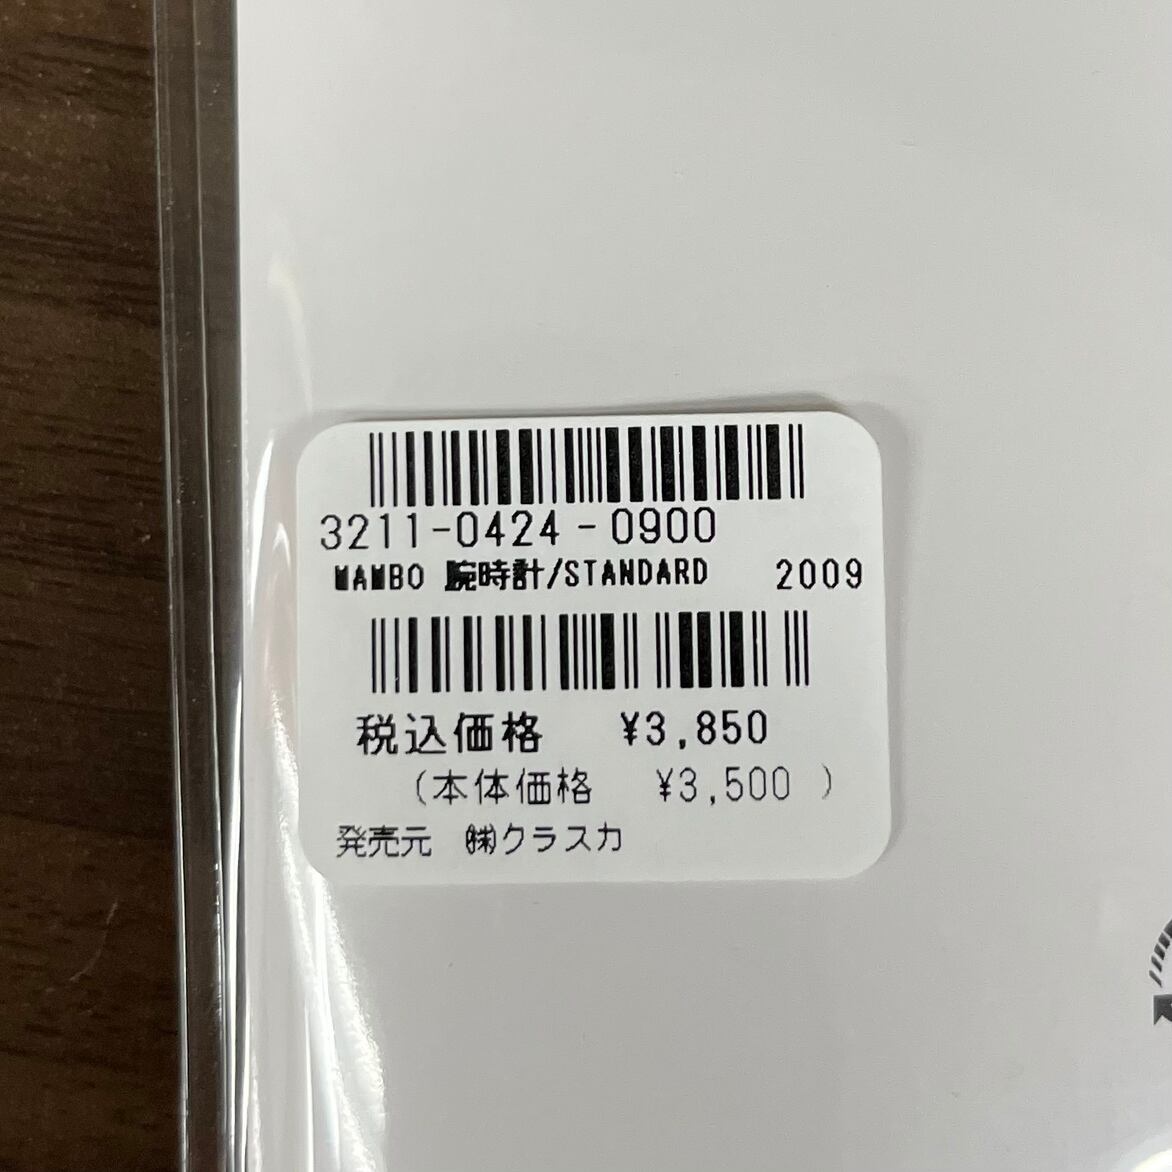 3211-0424-0900
MAMBO 腕時計/STANDARD 2009
税込価格 ¥3,850
(本体価格 ¥3,500 )
発売元 ㈱クラスカ